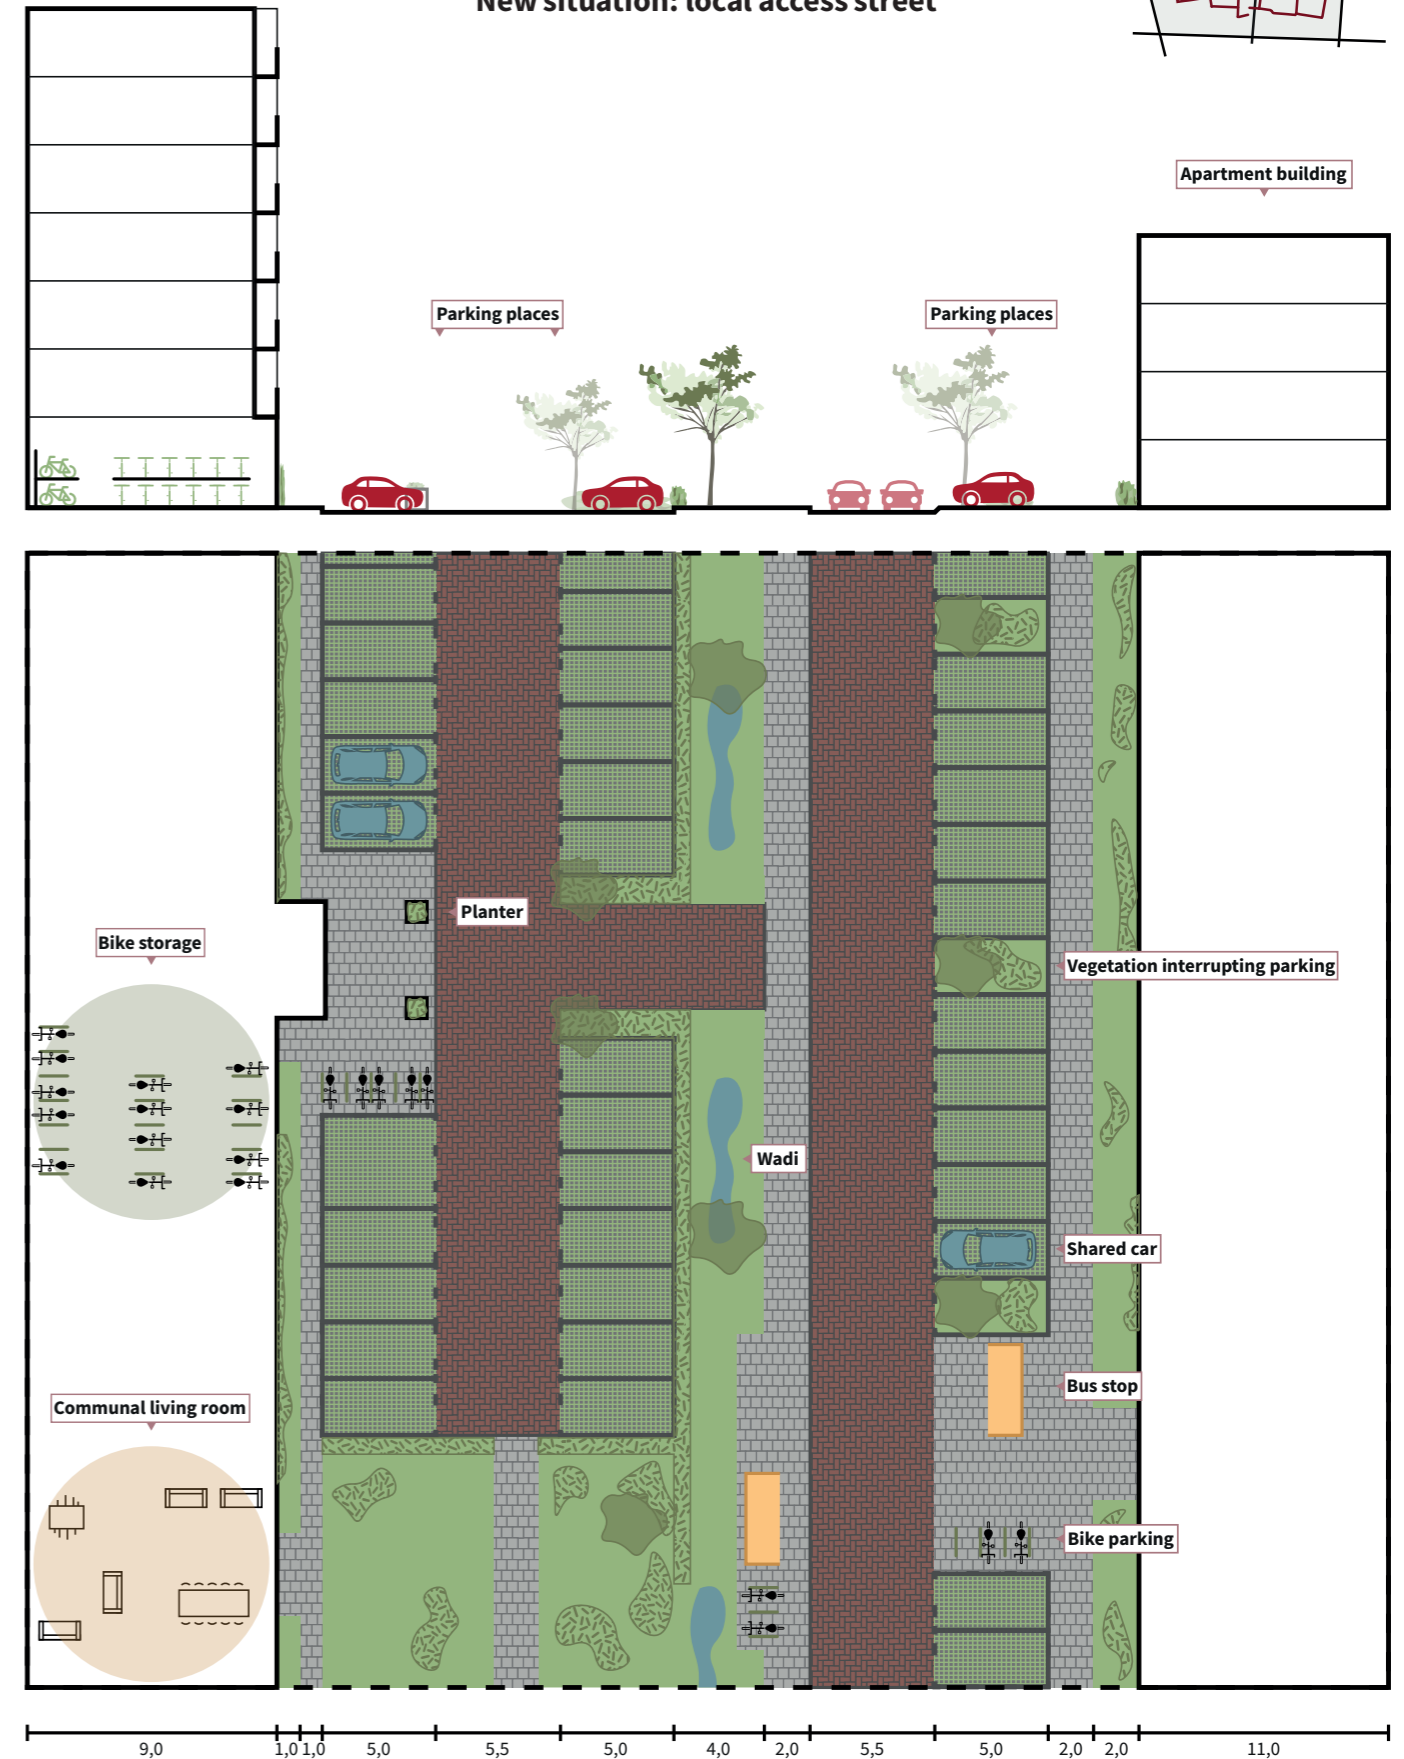 New situation: local access street
Apartment building
Parking places
Parking places
Planter
Bike storage
Vegetation interrupting parking
Wadi
Shared car
Bus stop
Communal living room
Bike parking
9,0 1,0 1,0 5,0 5,5 5,0 4,0 2,0 5,5 5,0 2,0 2,0 11,0